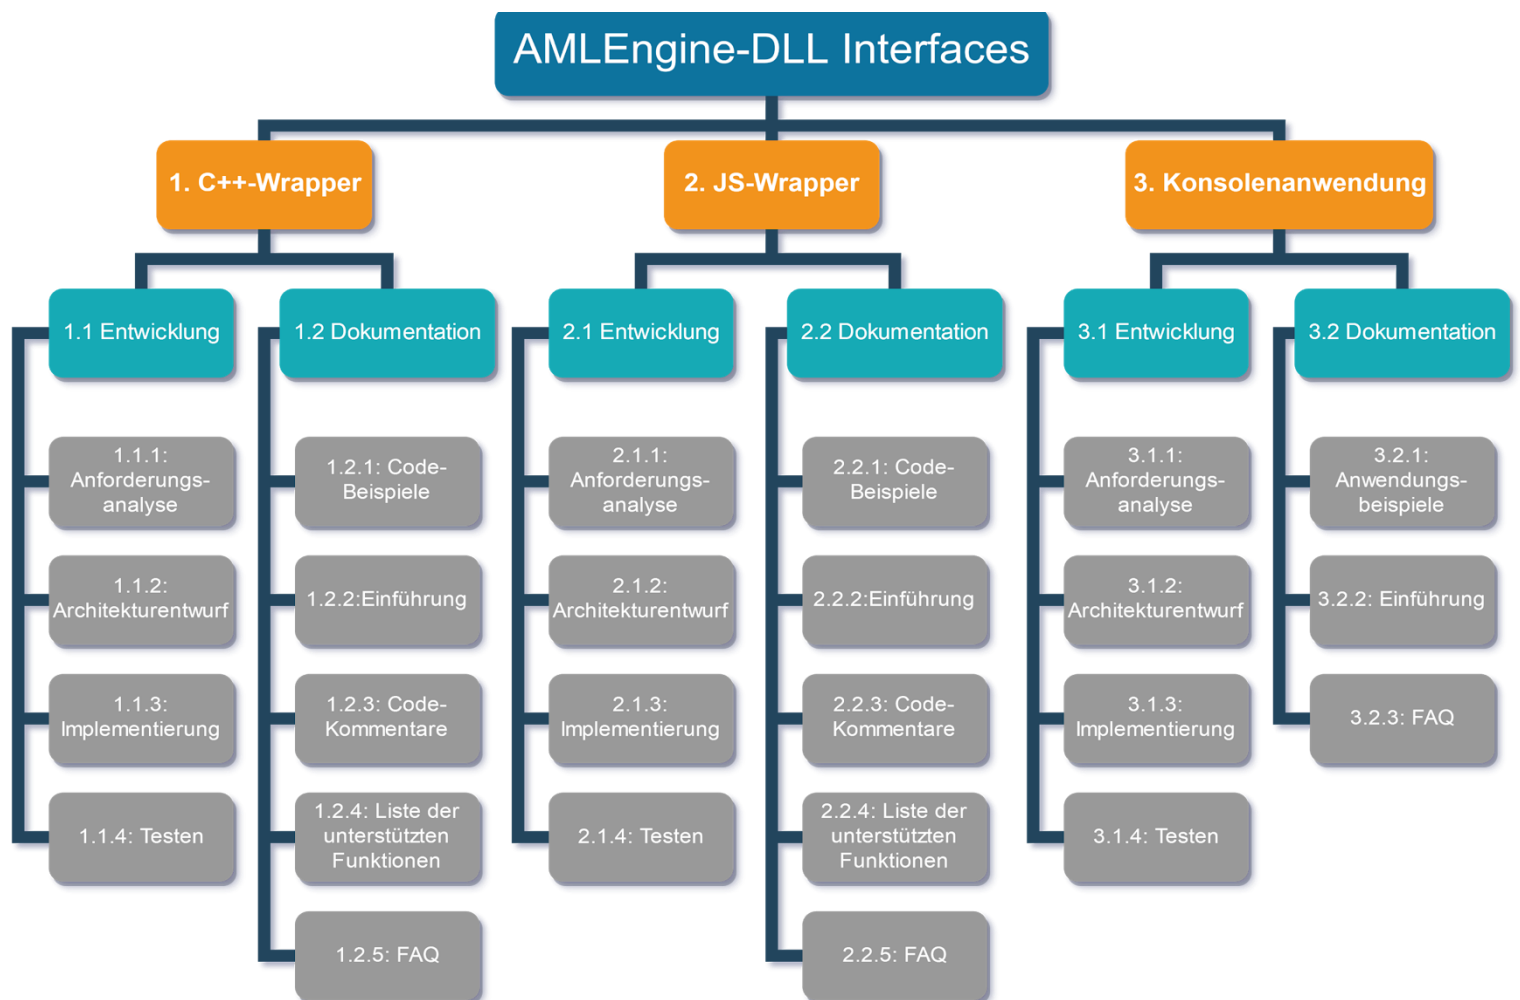 AMLEngine-DLL Interfaces
1. C++-Wrapper
2. JS-Wrapper
3. Konsolenanwendung
1.1 Entwicklung
1.2 Dokumentation
2.1 Entwicklung
2.2 Dokumentation
3.1 Entwicklung
3.2 Dokumentation
1.1.1:
Anforderungs-
analyse
1.2.1: Code-
Beispiele
2.1.1:
Anforderungs-
analyse
2.2.1: Code-
Beispiele
3.1.1:
Anforderungs-
analyse
3.2.1:
Anwendungs-
beispiele
1.1.2:
Architekturentwurf
1.2.2:Einführung
2.1.2:
Architekturentwurf
2.2.2:Einführung
3.1.2:
Architekturentwurf
3.2.2: Einführung
1.1.3:
Implementierung
1.2.3: Code-
Kommentare
2.1.3:
Implementierung
2.2.3: Code-
Kommentare
3.1.3:
Implementierung
3.2.3: FAQ
1.1.4: Testen
1.2.4: Liste der
unterstützten
Funktionen
2.1.4: Testen
2.2.4: Liste der
unterstützten
Funktionen
3.1.4: Testen
1.2.5: FAQ
2.2.5: FAQ